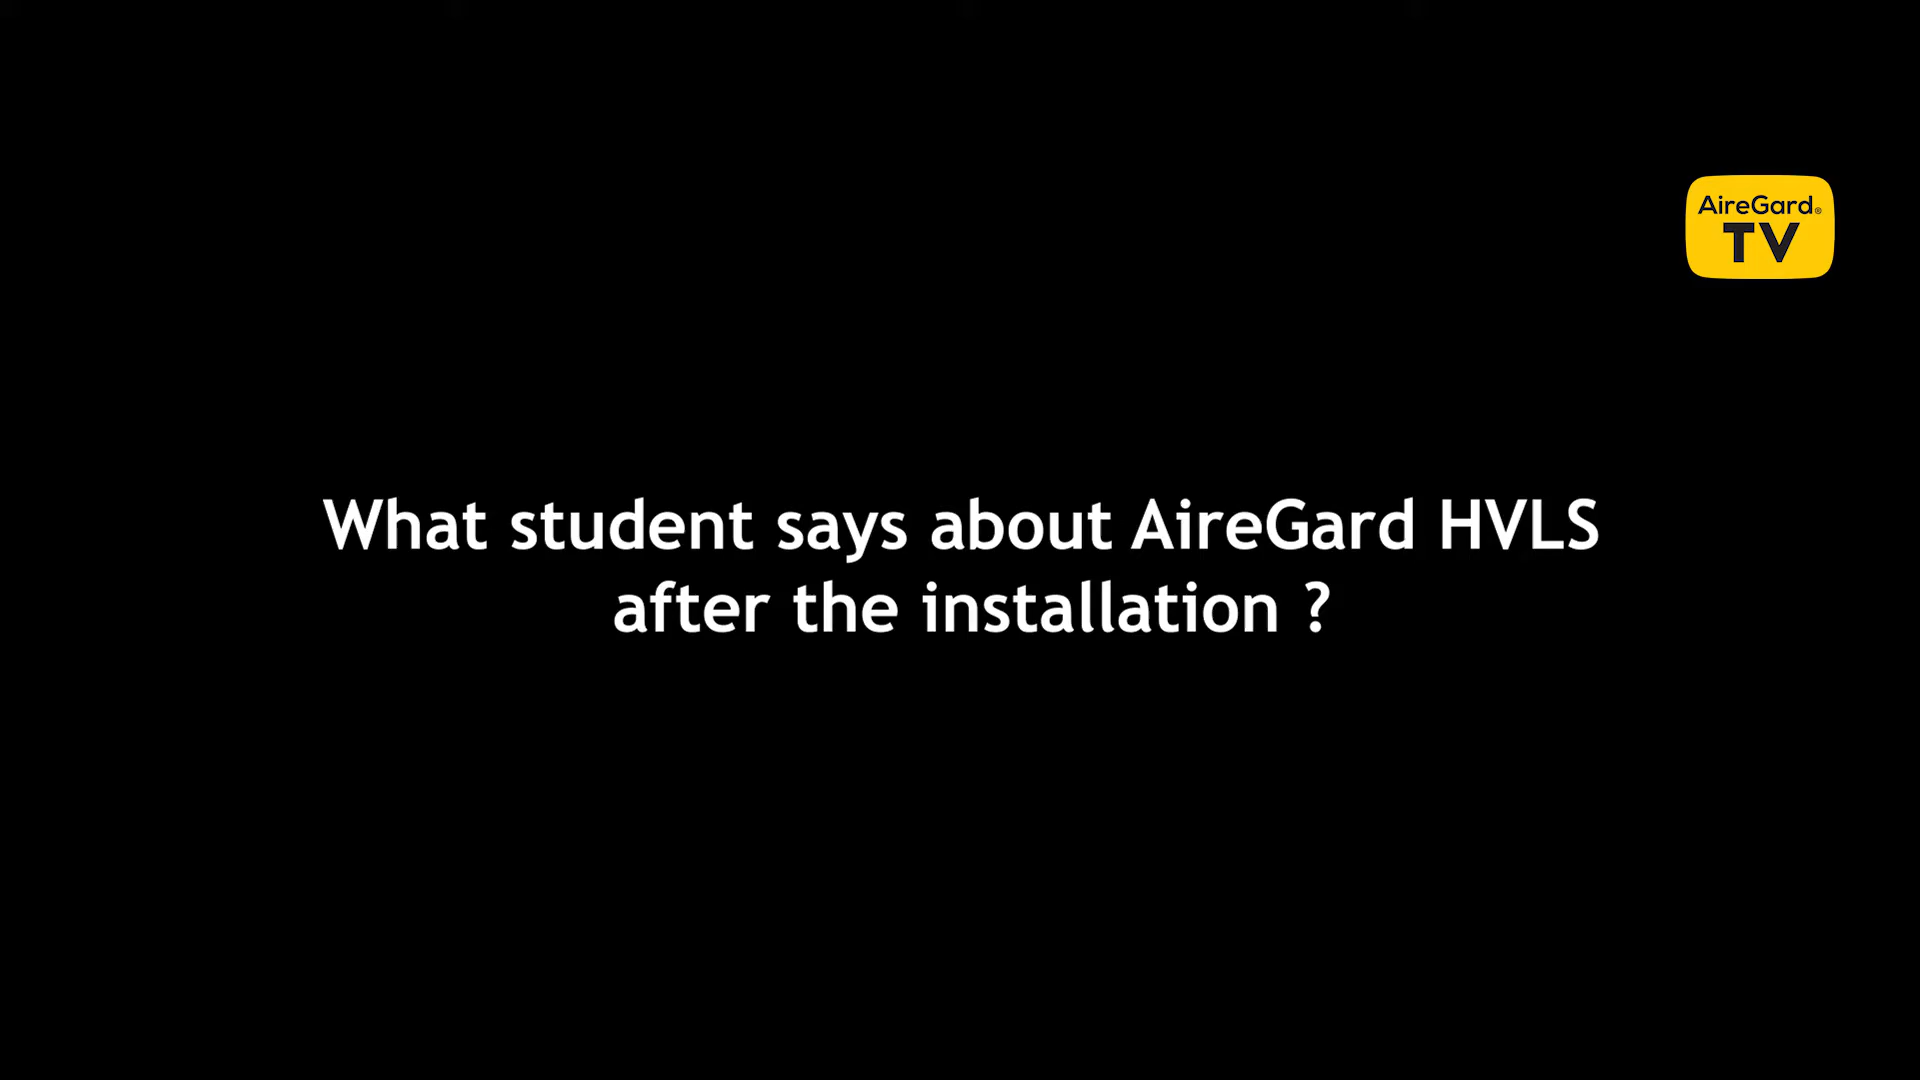 AireGard®
TV
What student says about AireGard HVLS
after the installation ?